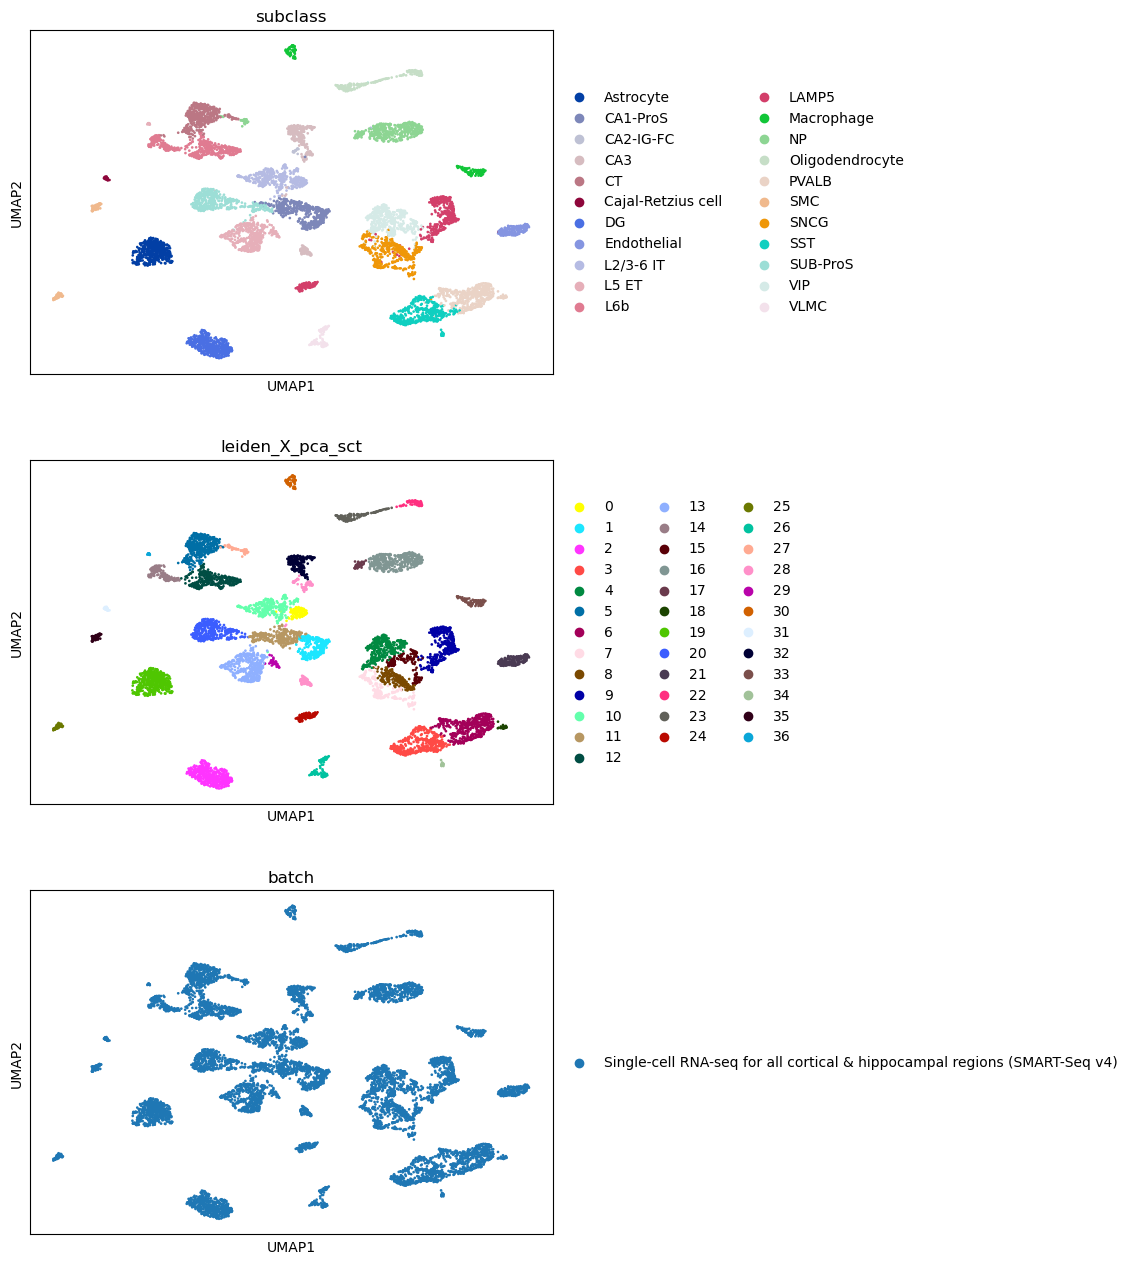 subclass
UMAP2
UMAP1
Astrocyte
CA1-ProS
CA2-IG-FC
CA3
CT
Cajal-Retzius cell
DG
Endothelial
L2/3-6 IT
L5 ET
L6b
LAMP5
Macrophage
NP
Oligodendrocyte
PVALB
SMC
SNCG
SST
SUB-ProS
VIP
VLMC
leiden_X_pca_sct
UMAP2
UMAP1
0
1
2
3
4
5
6
7
8
9
10
11
12
13
14
15
16
17
18
19
20
21
22
23
24
25
26
27
28
29
30
31
32
33
34
35
36
batch
UMAP2
UMAP1
Single-cell RNA-seq for all cortical & hippocampal regions (SMART-Seq v4)